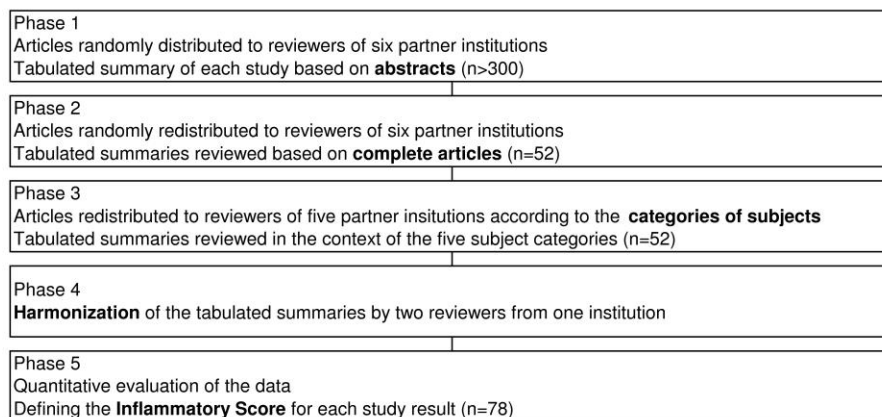 Phase 1
Articles randomly distributed to reviewers of six partner institutions
Tabulated summary of each study based on abstracts (n>300)
Phase 2
Articles randomly redistributed to reviewers of six partner institutions
Tabulated summaries reviewed based on complete articles (n=52)
Phase 3
Articles redistributed to reviewers of five partner insitutions according to the categories of subjects
Tabulated summaries reviewed in the context of the five subject categories (n=52)
Phase 4
Harmonization of the tabulated summaries by two reviewers from one institution
Phase 5
Quantitative evaluation of the data
Defining the Inflammatory Score for each study result (n=78)